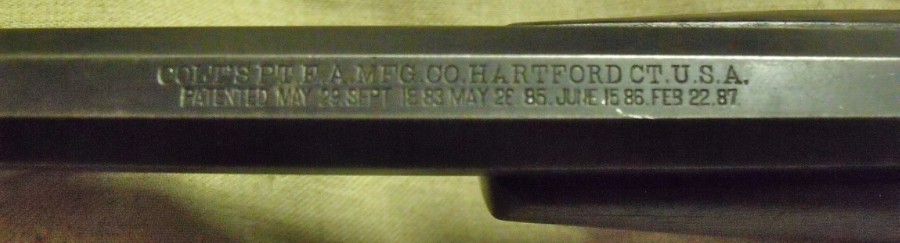 COLT'S PT. F. A. MFG. CO. HARTFORD CT. U.S.A.
PATENTED MAY 29. SEPT 18 83 MAY 26 85. JUNE 15 86. FEB 22. 87.